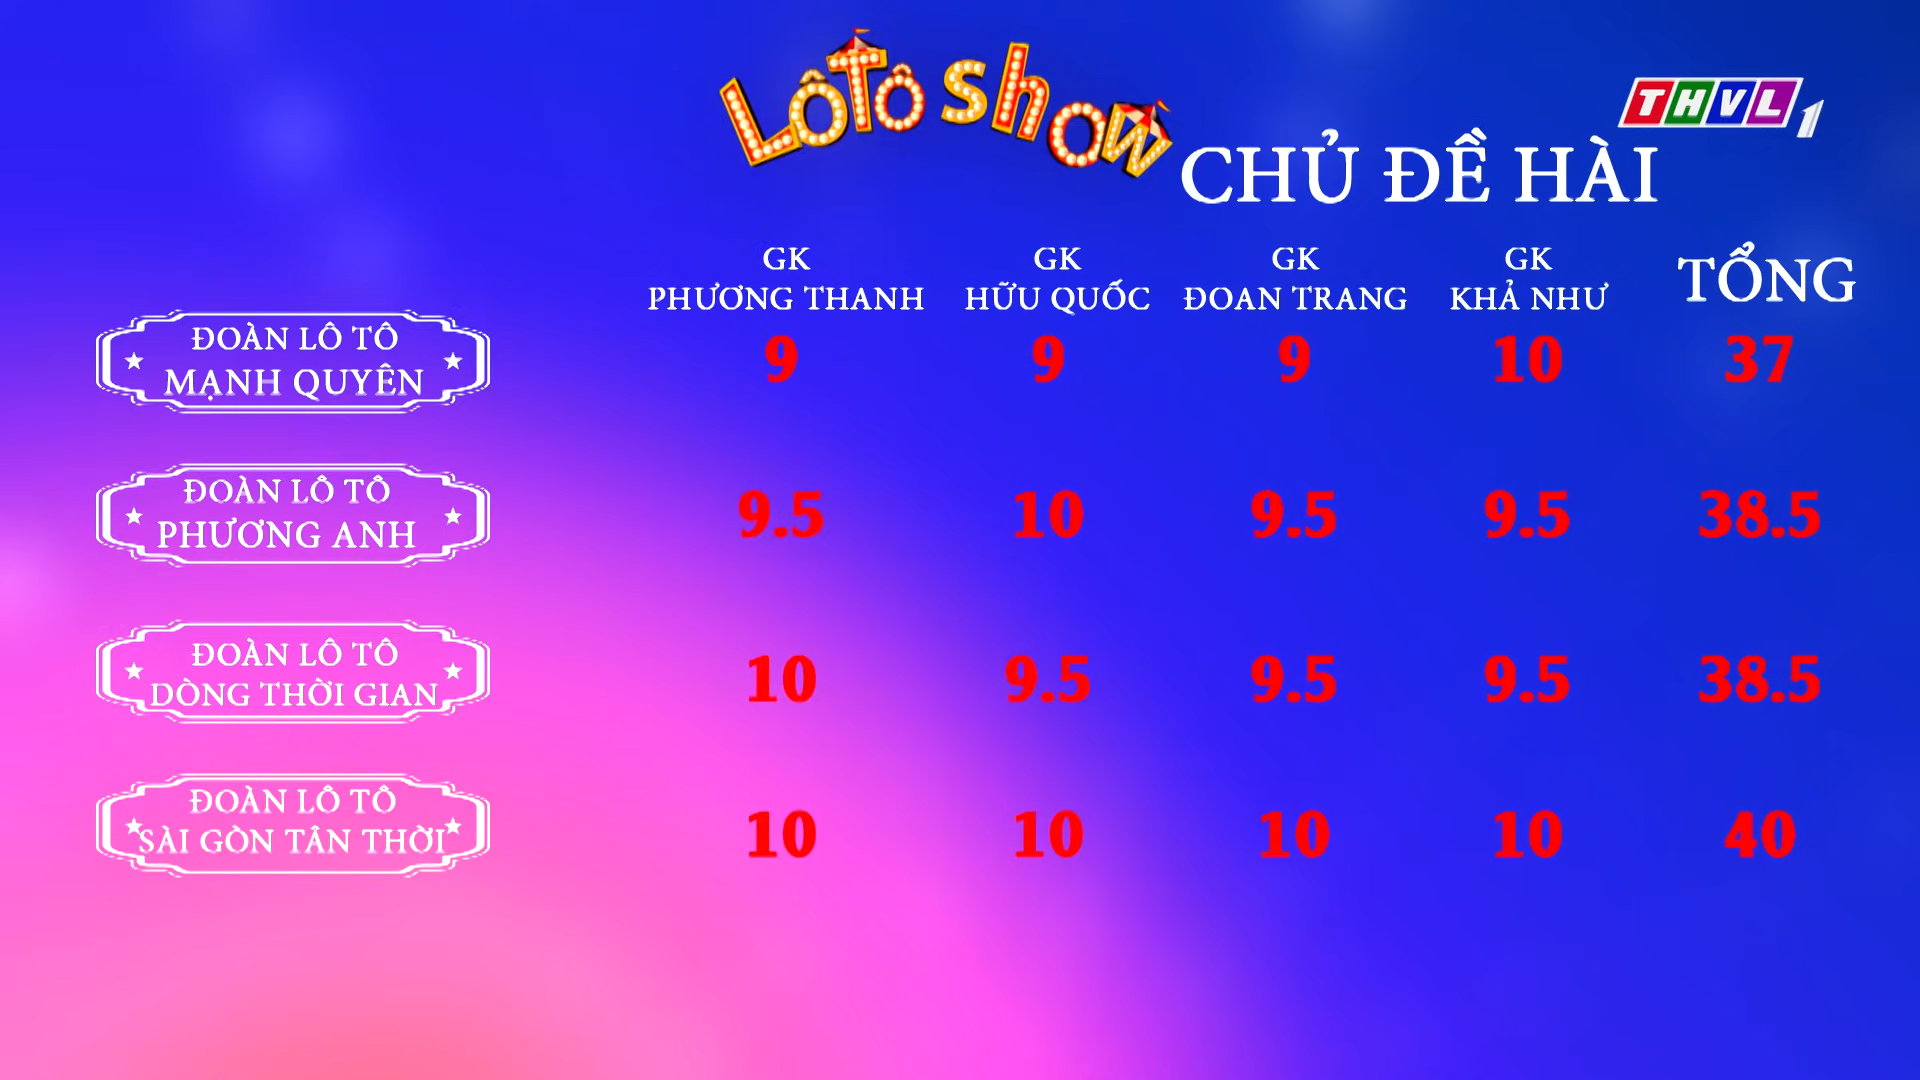 LôTô show
THVL 1
CHỦ ĐỀ HÀI
GK GK GK GK
PHƯƠNG THANH HỮU QUỐC ĐOAN TRANG KHẢ NHƯ TỔNG
ĐOÀN LÔ TÔ
MẠNH QUYÊN
9 9 9 10 37
ĐOÀN LÔ TÔ
PHƯƠNG ANH
9.5 10 9.5 9.5 38.5
ĐOÀN LÔ TÔ
DÒNG THỜI GIAN
10 9.5 9.5 9.5 38.5
ĐOÀN LÔ TÔ
SÀI GÒN TÂN THỜI
10 10 10 10 40